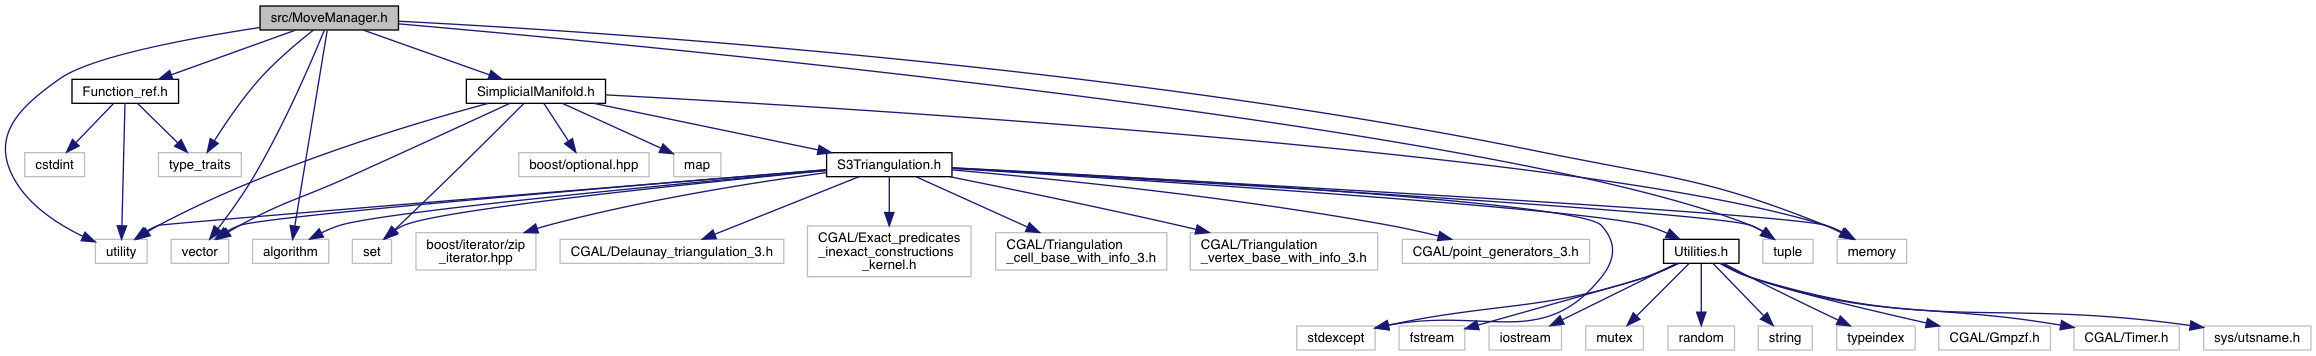 src/MoveManager.h
Function_ref.h
SimplicialManifold.h
cstdint
type_traits
boost/optional.hpp
map
S3Triangulation.h
utility
vector
algorithm
set
boost/iterator/zip
_iterator.hpp
CGAL/Delaunay_triangulation_3.h
CGAL/Exact_predicates
_inexact_constructions
_kernel.h
CGAL/Triangulation
_cell_base_with_info_3.h
CGAL/Triangulation
_vertex_base_with_info_3.h
CGAL/point_generators_3.h
Utilities.h
tuple
memory
stdexcept
fstream
iostream
mutex
random
string
typeindex
CGAL/Gmpzf.h
CGAL/Timer.h
sys/utsname.h